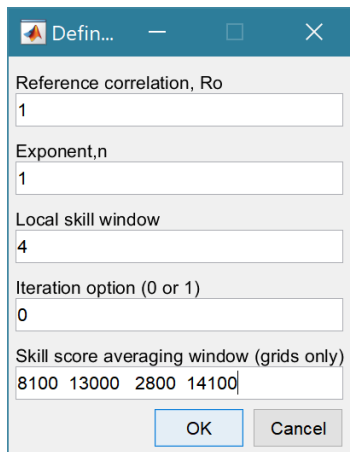 Defin...
Reference correlation, Ro
1
Exponent,n
1
Local skill window
4
Iteration option (0 or 1)
0
Skill score averaging window (grids only)
8100  13000   2800  14100
OK Cancel